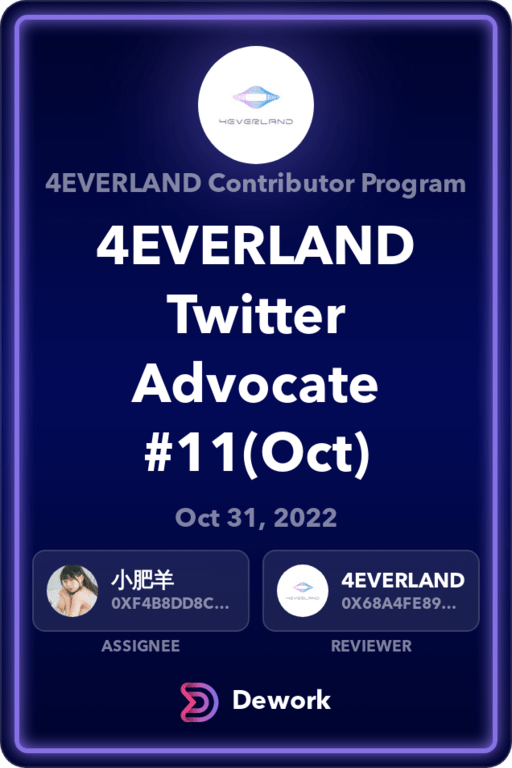 4EVERLAND
4EVERLAND Contributor Program
4EVERLAND
Twitter
Advocate
#11(Oct)
Oct 31, 2022
小肥羊
0XF4B8DD8C...
4EVERLAND
0X68A4FE89...
ASSIGNEE
REVIEWER
Dework